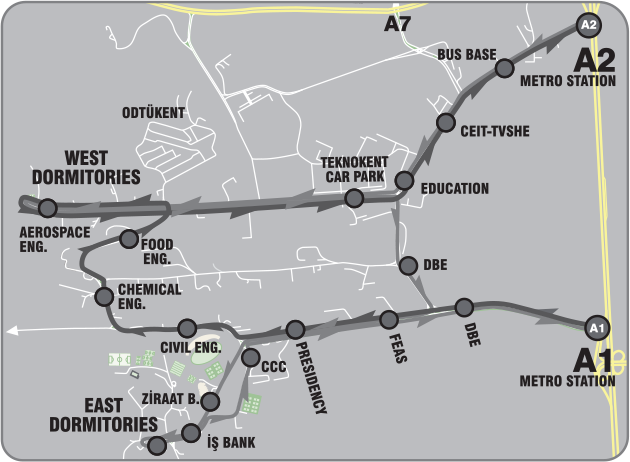 A7
A2
A2
METRO STATION
BUS BASE
ODTÜKENT
CEIT-TVSHE
WEST
DORMITORIES
TEKNOKENT
CAR PARK
EDUCATION
AEROSPACE
ENG.
FOOD
ENG.
DBE
CHEMICAL
ENG.
CIVIL ENG.
PRESIDENCY
FEAS
DBE
A1
A1
METRO STATION
CCC
ZİRAAT B.
EAST
DORMITORIES
İŞ BANK